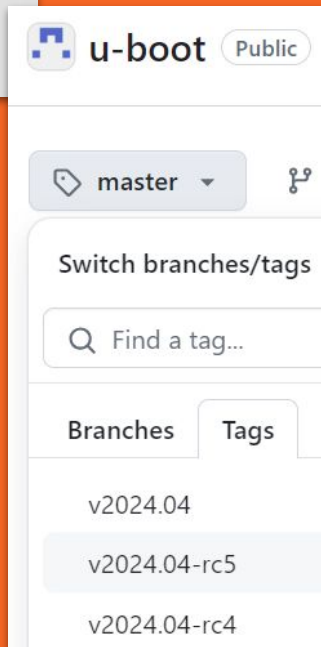 u-boot Public
master
Switch branches/tags
Find a tag...
Branches Tags
v2024.04
v2024.04-rc5
v2024.04-rc4